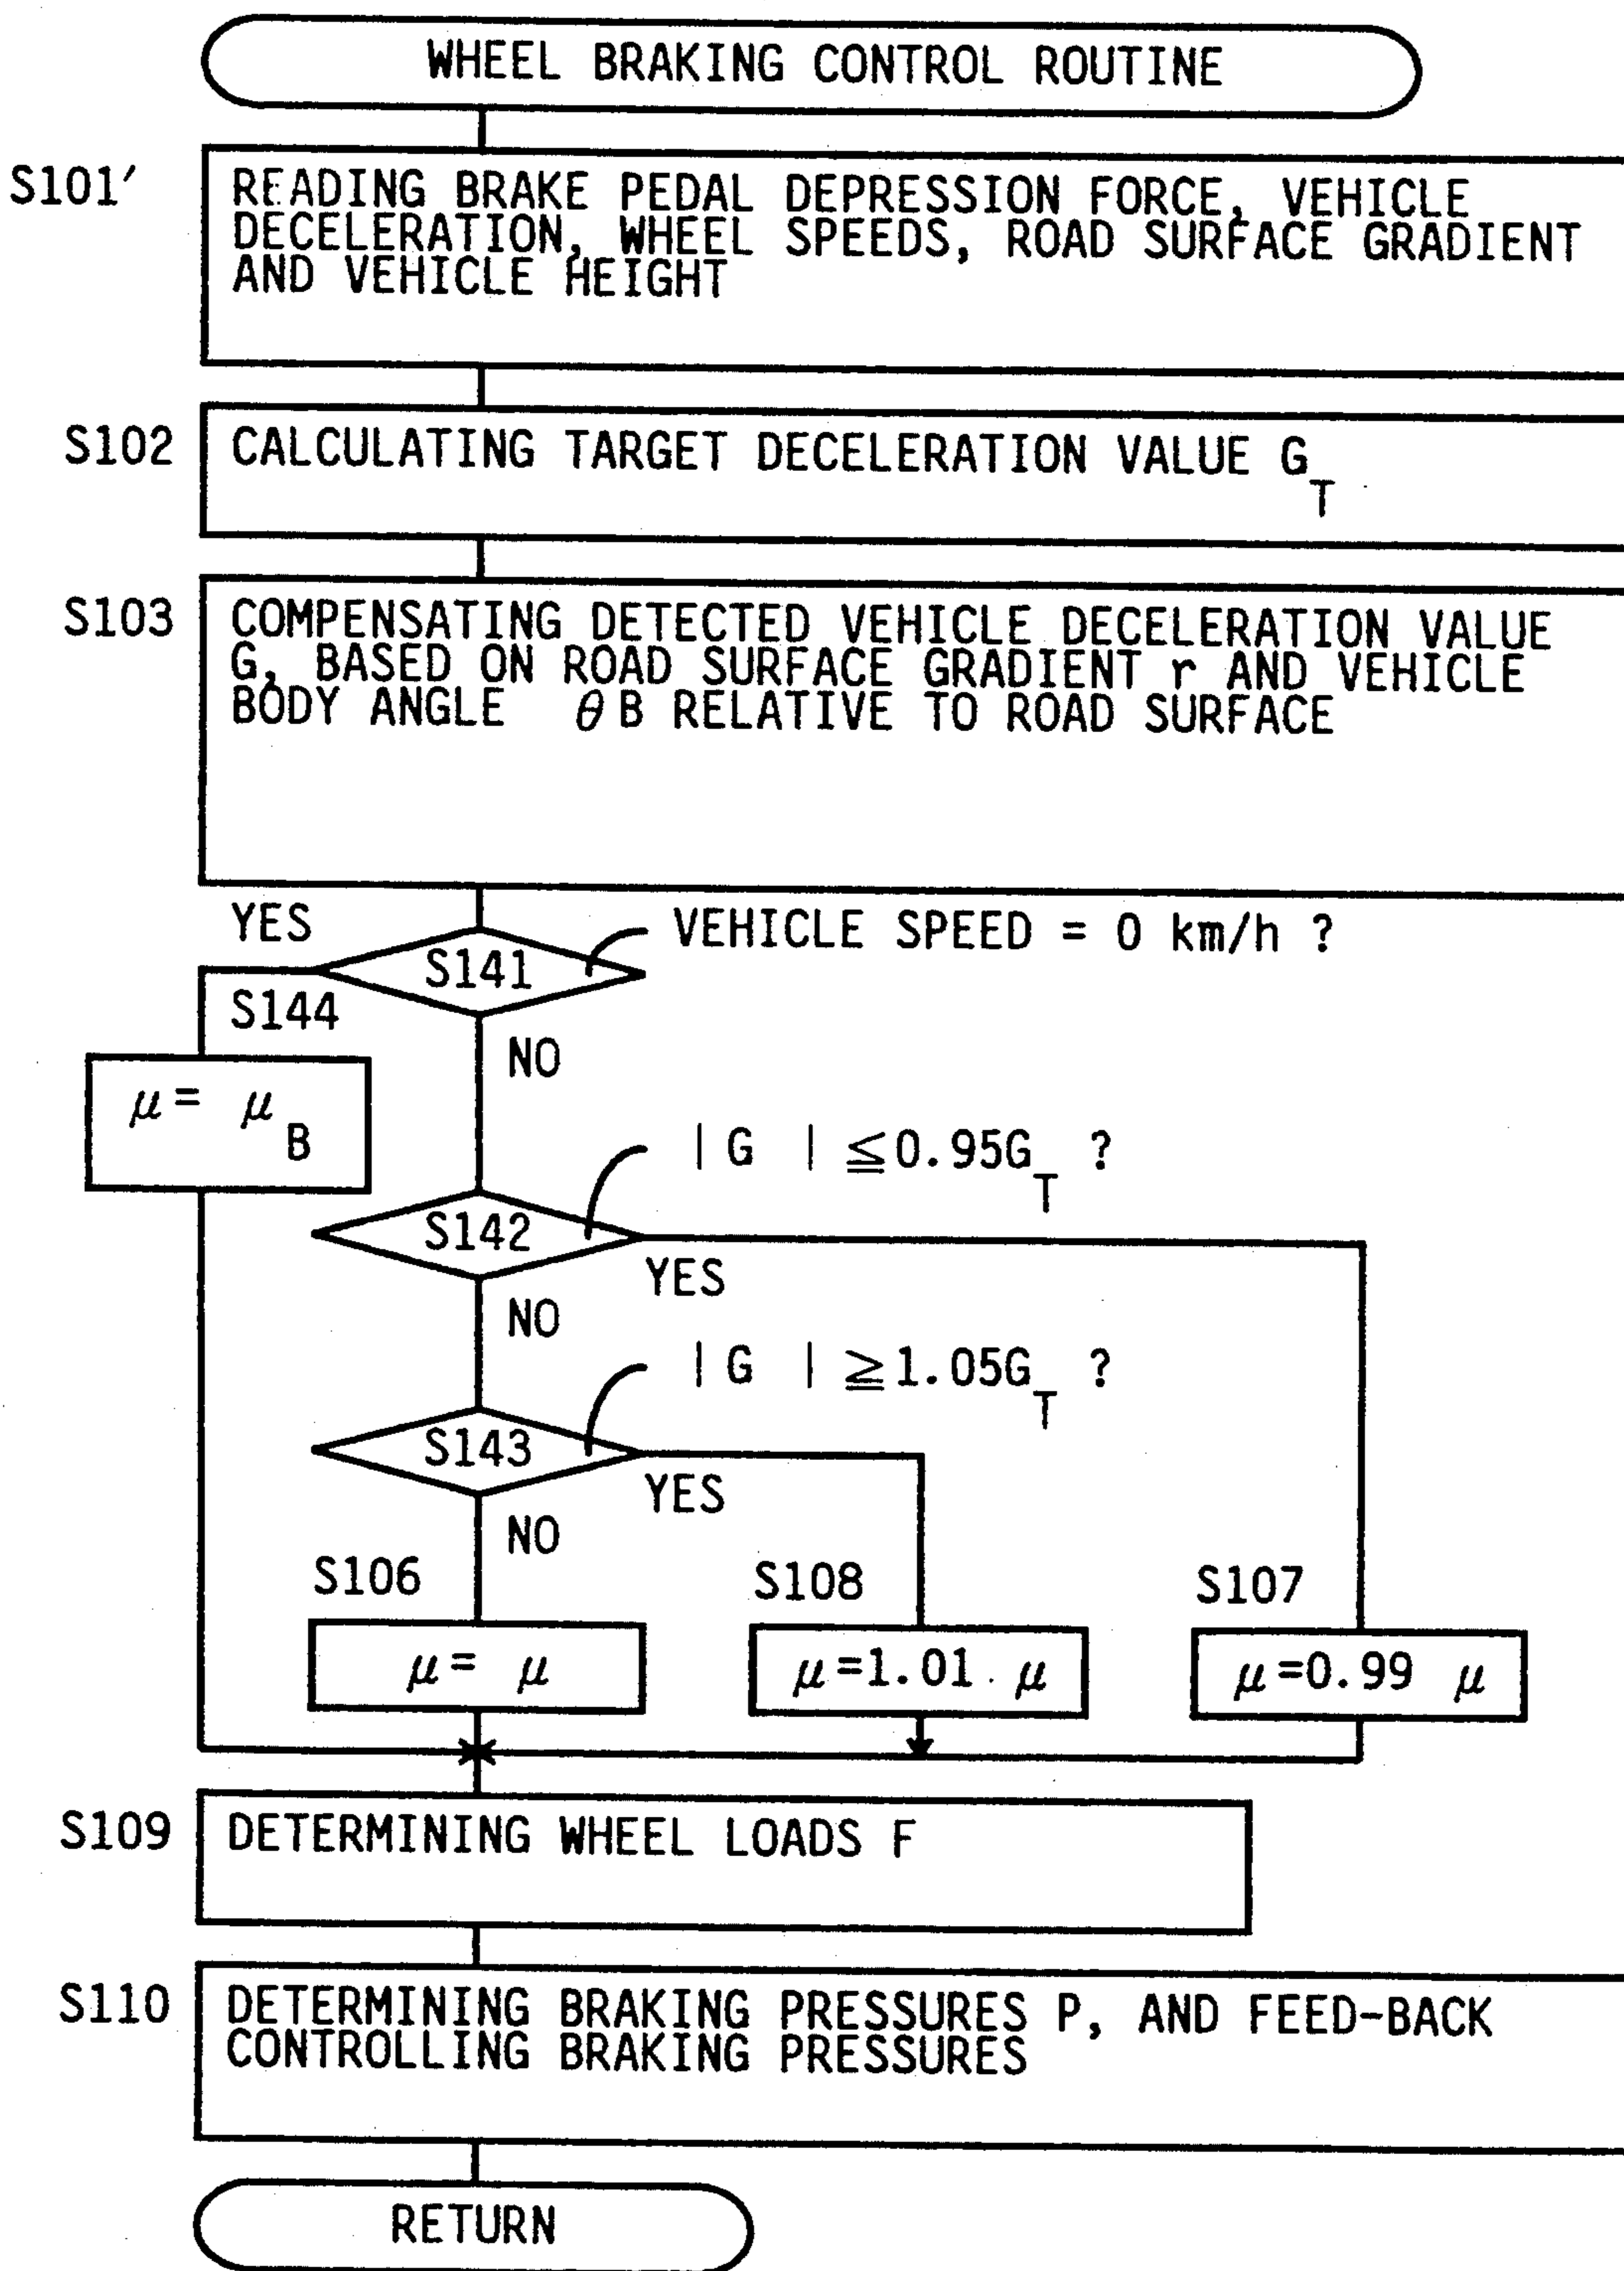 WHEEL BRAKING CONTROL ROUTINE
S101′
READING BRAKE PEDAL DEPRESSION FORCE, VEHICLE
DECELERATION, WHEEL SPEEDS, ROAD SURFACE GRADIENT
AND VEHICLE HEIGHT
S102
CALCULATING TARGET DECELERATION VALUE G_T
S103
COMPENSATING DETECTED VEHICLE DECELERATION VALUE
G, BASED ON ROAD SURFACE GRADIENT r AND VEHICLE
BODY ANGLE θB RELATIVE TO ROAD SURFACE
YES
VEHICLE SPEED = 0 km/h ?
S141
S144
NO
μ= μ_B
|G |≦0.95G_T ?
S142
YES
NO
|G |≧1.05G_T ?
S143
YES
NO
S106
S108
S107
μ= μ
μ=1.01 μ
μ=0.99 μ
S109
DETERMINING WHEEL LOADS F
S110
DETERMINING BRAKING PRESSURES P, AND FEED-BACK
CONTROLLING BRAKING PRESSURES
RETURN